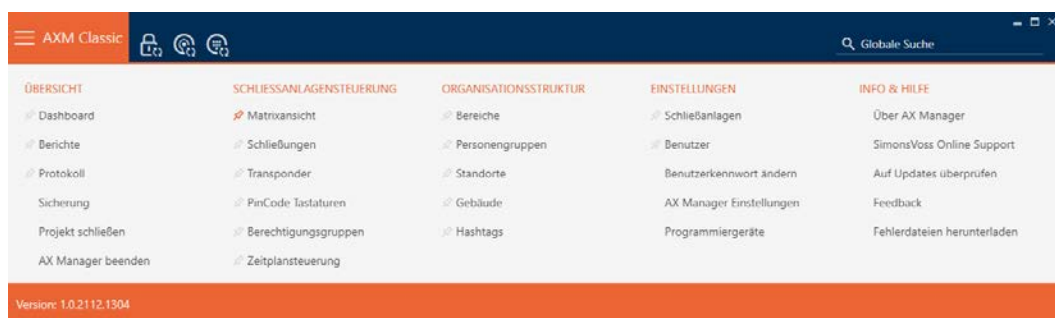 AXM Classic
Globale Suche
ÜBERSICHT
Dashboard
Berichte
Protokoll
Sicherung
Projekt schließen
AX Manager beenden
SCHLIESSANLAGENSTEUERUNG
Matrixansicht
Schließungen
Transponder
PinCode Tastaturen
Berechtigungsgruppen
Zeitplansteuerung
ORGANISATIONSSTRUKTUR
Bereiche
Personengruppen
Standorte
Gebäude
Hashtags
EINSTELLUNGEN
Schließanlagen
Benutzer
Benutzerkennwort ändern
AX Manager Einstellungen
Programmiergeräte
INFO & HILFE
Über AX Manager
SimonsVoss Online Support
Auf Updates überprüfen
Feedback
Fehlerdateien herunterladen
Version: 1.0.2112.1304